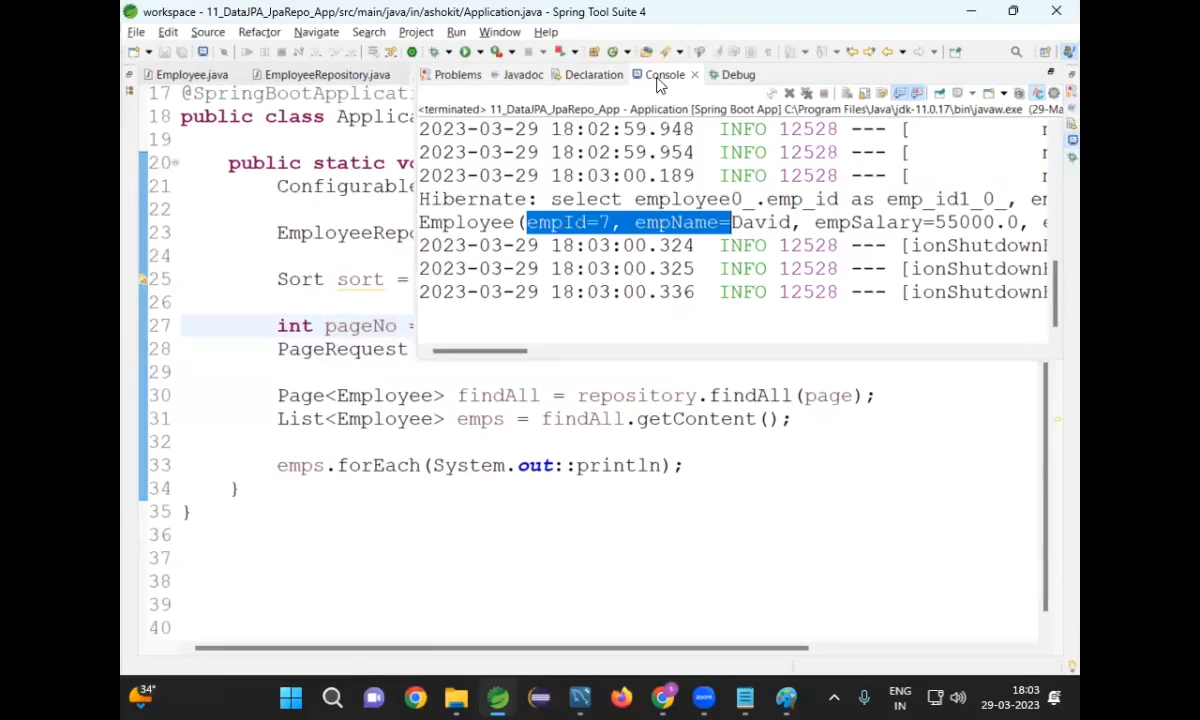 workspace - 11_DataJPA_JpaRepo_App/src/main/java/in/ashokit/Application.java - Spring Tool Suite 4
File Edit Source Refactor Navigate Search Project Run Window Help
Employee.java EmployeeRepository.java Problems Javadoc Declaration Console Debug
<terminated> 11_DataJPA_JpaRepo_App - Application [Spring Boot App] C:\Program Files\Java\jdk-11.0.17\bin\javaw.exe (29-Ma
17 @SpringBootApplicati
18 public class Applica
19
20 public static vo
21 Configurable
22
23 EmployeeRepo
24
25 Sort sort =
26
27 int pageNo =
28 PageRequest
29
30 Page<Employee> findAll = repository.findAll(page);
31 List<Employee> emps = findAll.getContent();
32
33 emps.forEach(System.out::println);
34 }
35 }
36
37
38
39
40
2023-03-29 18:02:59.948 INFO 12528 --- [
2023-03-29 18:02:59.954 INFO 12528 --- [
2023-03-29 18:03:00.189 INFO 12528 --- [
Hibernate: select employee0_.emp_id as emp_id1_0_, em
Employee(empId=7, empName=David, empSalary=55000.0, e
2023-03-29 18:03:00.324 INFO 12528 --- [ionShutdownH
2023-03-29 18:03:00.325 INFO 12528 --- [ionShutdownH
2023-03-29 18:03:00.336 INFO 12528 --- [ionShutdownH
34°
zoom
ENG
IN
18:03
29-03-2023